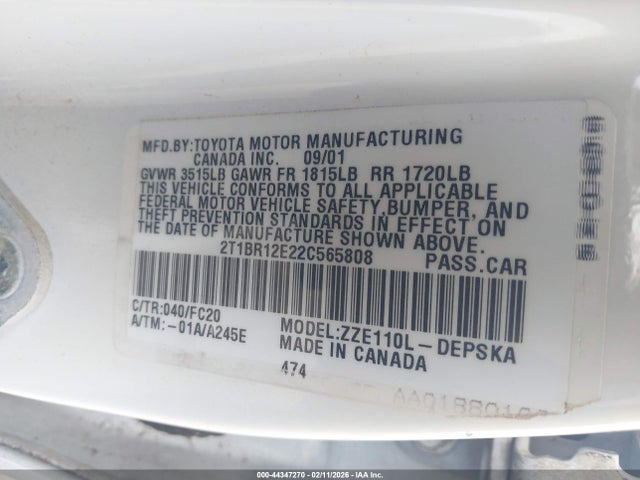 MFD.BY:TOYOTA MOTOR MANUFACTURING
CANADA INC. 09/01
GVWR 3515LB GAWR FR 1815LB RR 1720LB
THIS VEHICLE CONFORMS TO ALL APPLICABLE
FEDERAL MOTOR VEHICLE SAFETY,BUMPER, AND
THEFT PREVENTION STANDARDS IN EFFECT ON
THE DATE OF MANUFACTURE SHOWN ABOVE.
2T1BR12E22C565808 PASS.CAR
C/TR:040/FC20
A/TM:-01A/A245E
MODEL:ZZE110L-DEPSKA
MADE IN CANADA
474
000-44347270 - 02/11/2026 - IAAI, Inc.